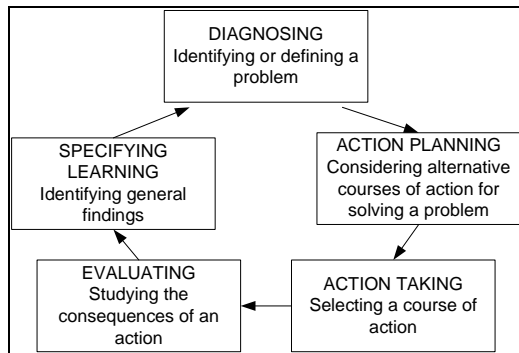 DIAGNOSING
Identifying or defining a
problem
ACTION PLANNING
Considering alternative
courses of action for
solving a problem
ACTION TAKING
Selecting a course of
action
EVALUATING
Studying the
consequences of an
action
SPECIFYING
LEARNING
Identifying general
findings